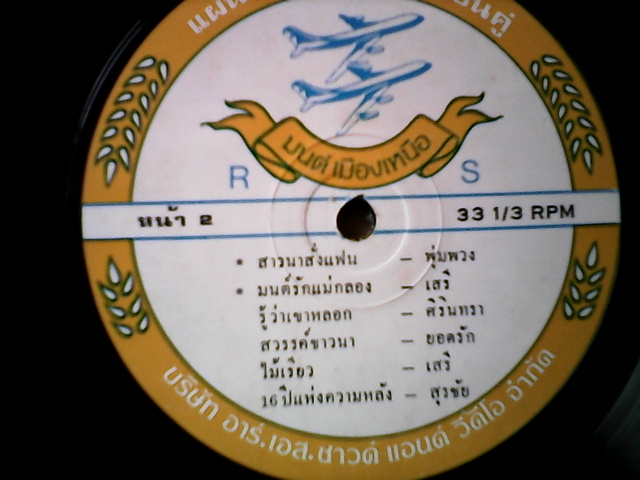 มนต์เมืองเหนือ
R S
หน้า 2
33 1/3 RPM
• สารนาสั่งแฟน – พุ่มพวง
• มนต์รักแม่กลอง – เสรี
รู้ว่าเขาหลอก – ศิรินทรา
สวรรค์ชาวนา – ยอดรัก
ไม้เรียว – เสรี
16 ปีแห่งความหลัง – สุรชัย
บริษัท อาร์.เอส.ซาวด์ แอนด์ วีดีโอ จำกัด